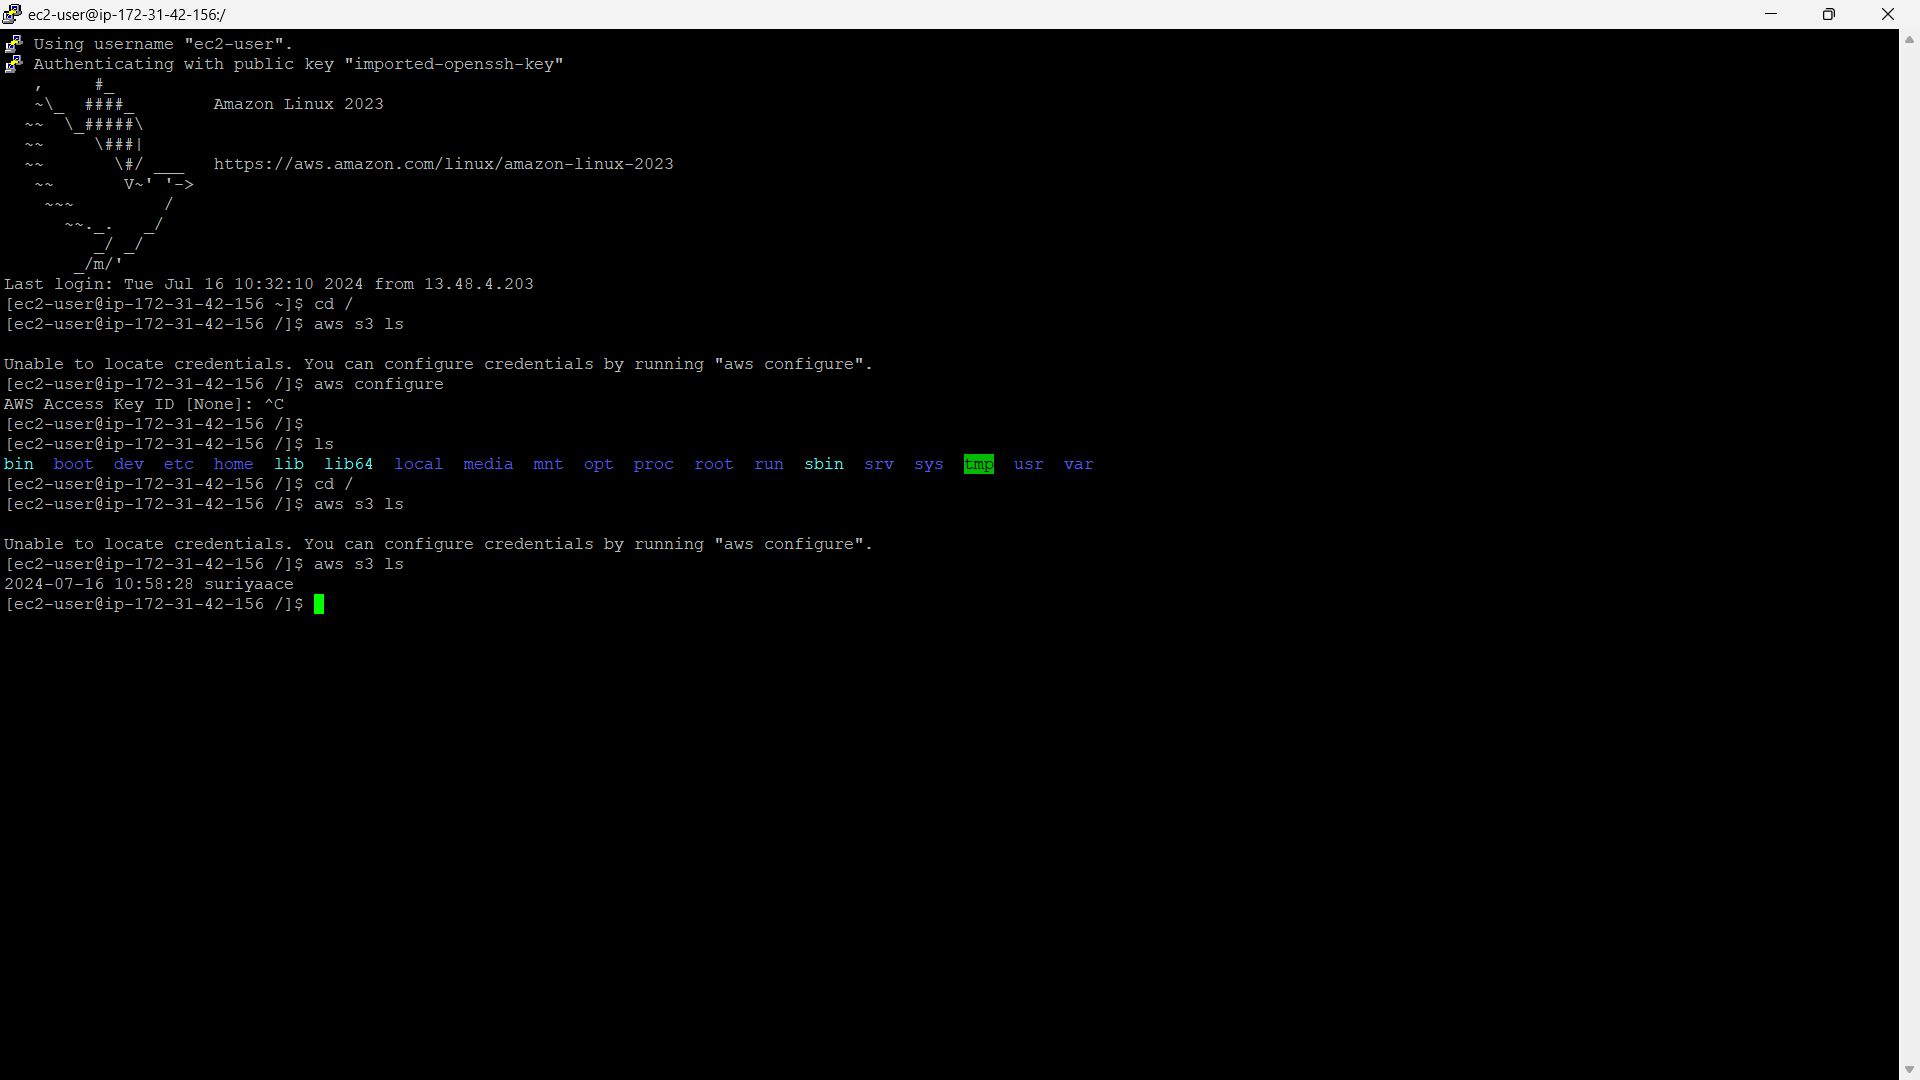 ec2-user@ip-172-31-42-156:/
Using username "ec2-user".
Authenticating with public key "imported-openssh-key"
   ,     #_
   ~\_  ####_        Amazon Linux 2023
  ~~  \_#####\
  ~~     \###|
  ~~       \#/ ___   https://aws.amazon.com/linux/amazon-linux-2023
   ~~       V~' '->
    ~~~         /
      ~~._.   _/
         _/ _/
       _/m/'
Last login: Tue Jul 16 10:32:10 2024 from 13.48.4.203
[ec2-user@ip-172-31-42-156 ~]$ cd /
[ec2-user@ip-172-31-42-156 /]$ aws s3 ls
Unable to locate credentials. You can configure credentials by running "aws configure".
[ec2-user@ip-172-31-42-156 /]$ aws configure
AWS Access Key ID [None]: ^C
[ec2-user@ip-172-31-42-156 /]$
[ec2-user@ip-172-31-42-156 /]$ ls
bin  boot  dev  etc  home  lib  lib64  local  media  mnt  opt  proc  root  run  sbin  srv  sys  tmp  usr  var
[ec2-user@ip-172-31-42-156 /]$ cd /
[ec2-user@ip-172-31-42-156 /]$ aws s3 ls
Unable to locate credentials. You can configure credentials by running "aws configure".
[ec2-user@ip-172-31-42-156 /]$ aws s3 ls
2024-07-16 10:58:28 suriyaace
[ec2-user@ip-172-31-42-156 /]$